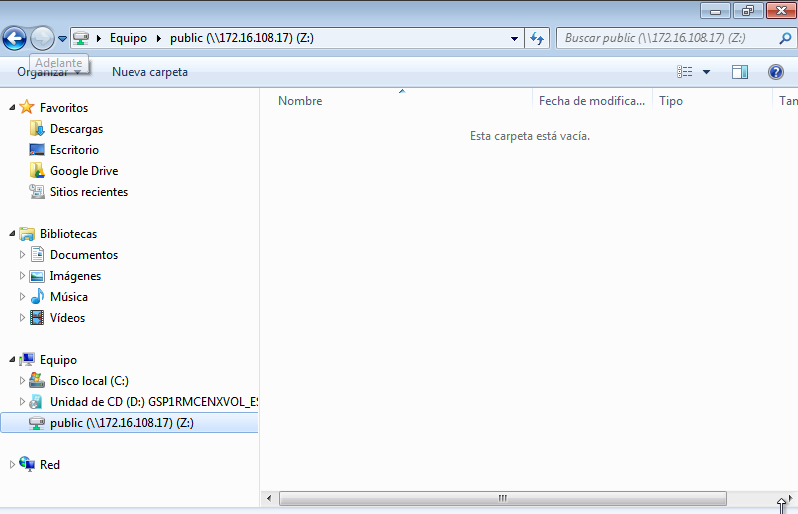 Equipo public (\\172.16.108.17) (Z:)
Buscar public (\\172.16.108.17) (Z:)
Adelante
Organizar
Nueva carpeta
Nombre
Fecha de modifica...
Tipo
Tan
Esta carpeta está vacía.
Favoritos
Descargas
Escritorio
Google Drive
Sitios recientes
Bibliotecas
Documentos
Imágenes
Música
Vídeos
Equipo
Disco local (C:)
Unidad de CD (D:) GSP1RMCENXVOL_ES
public (\\172.16.108.17) (Z:)
Red